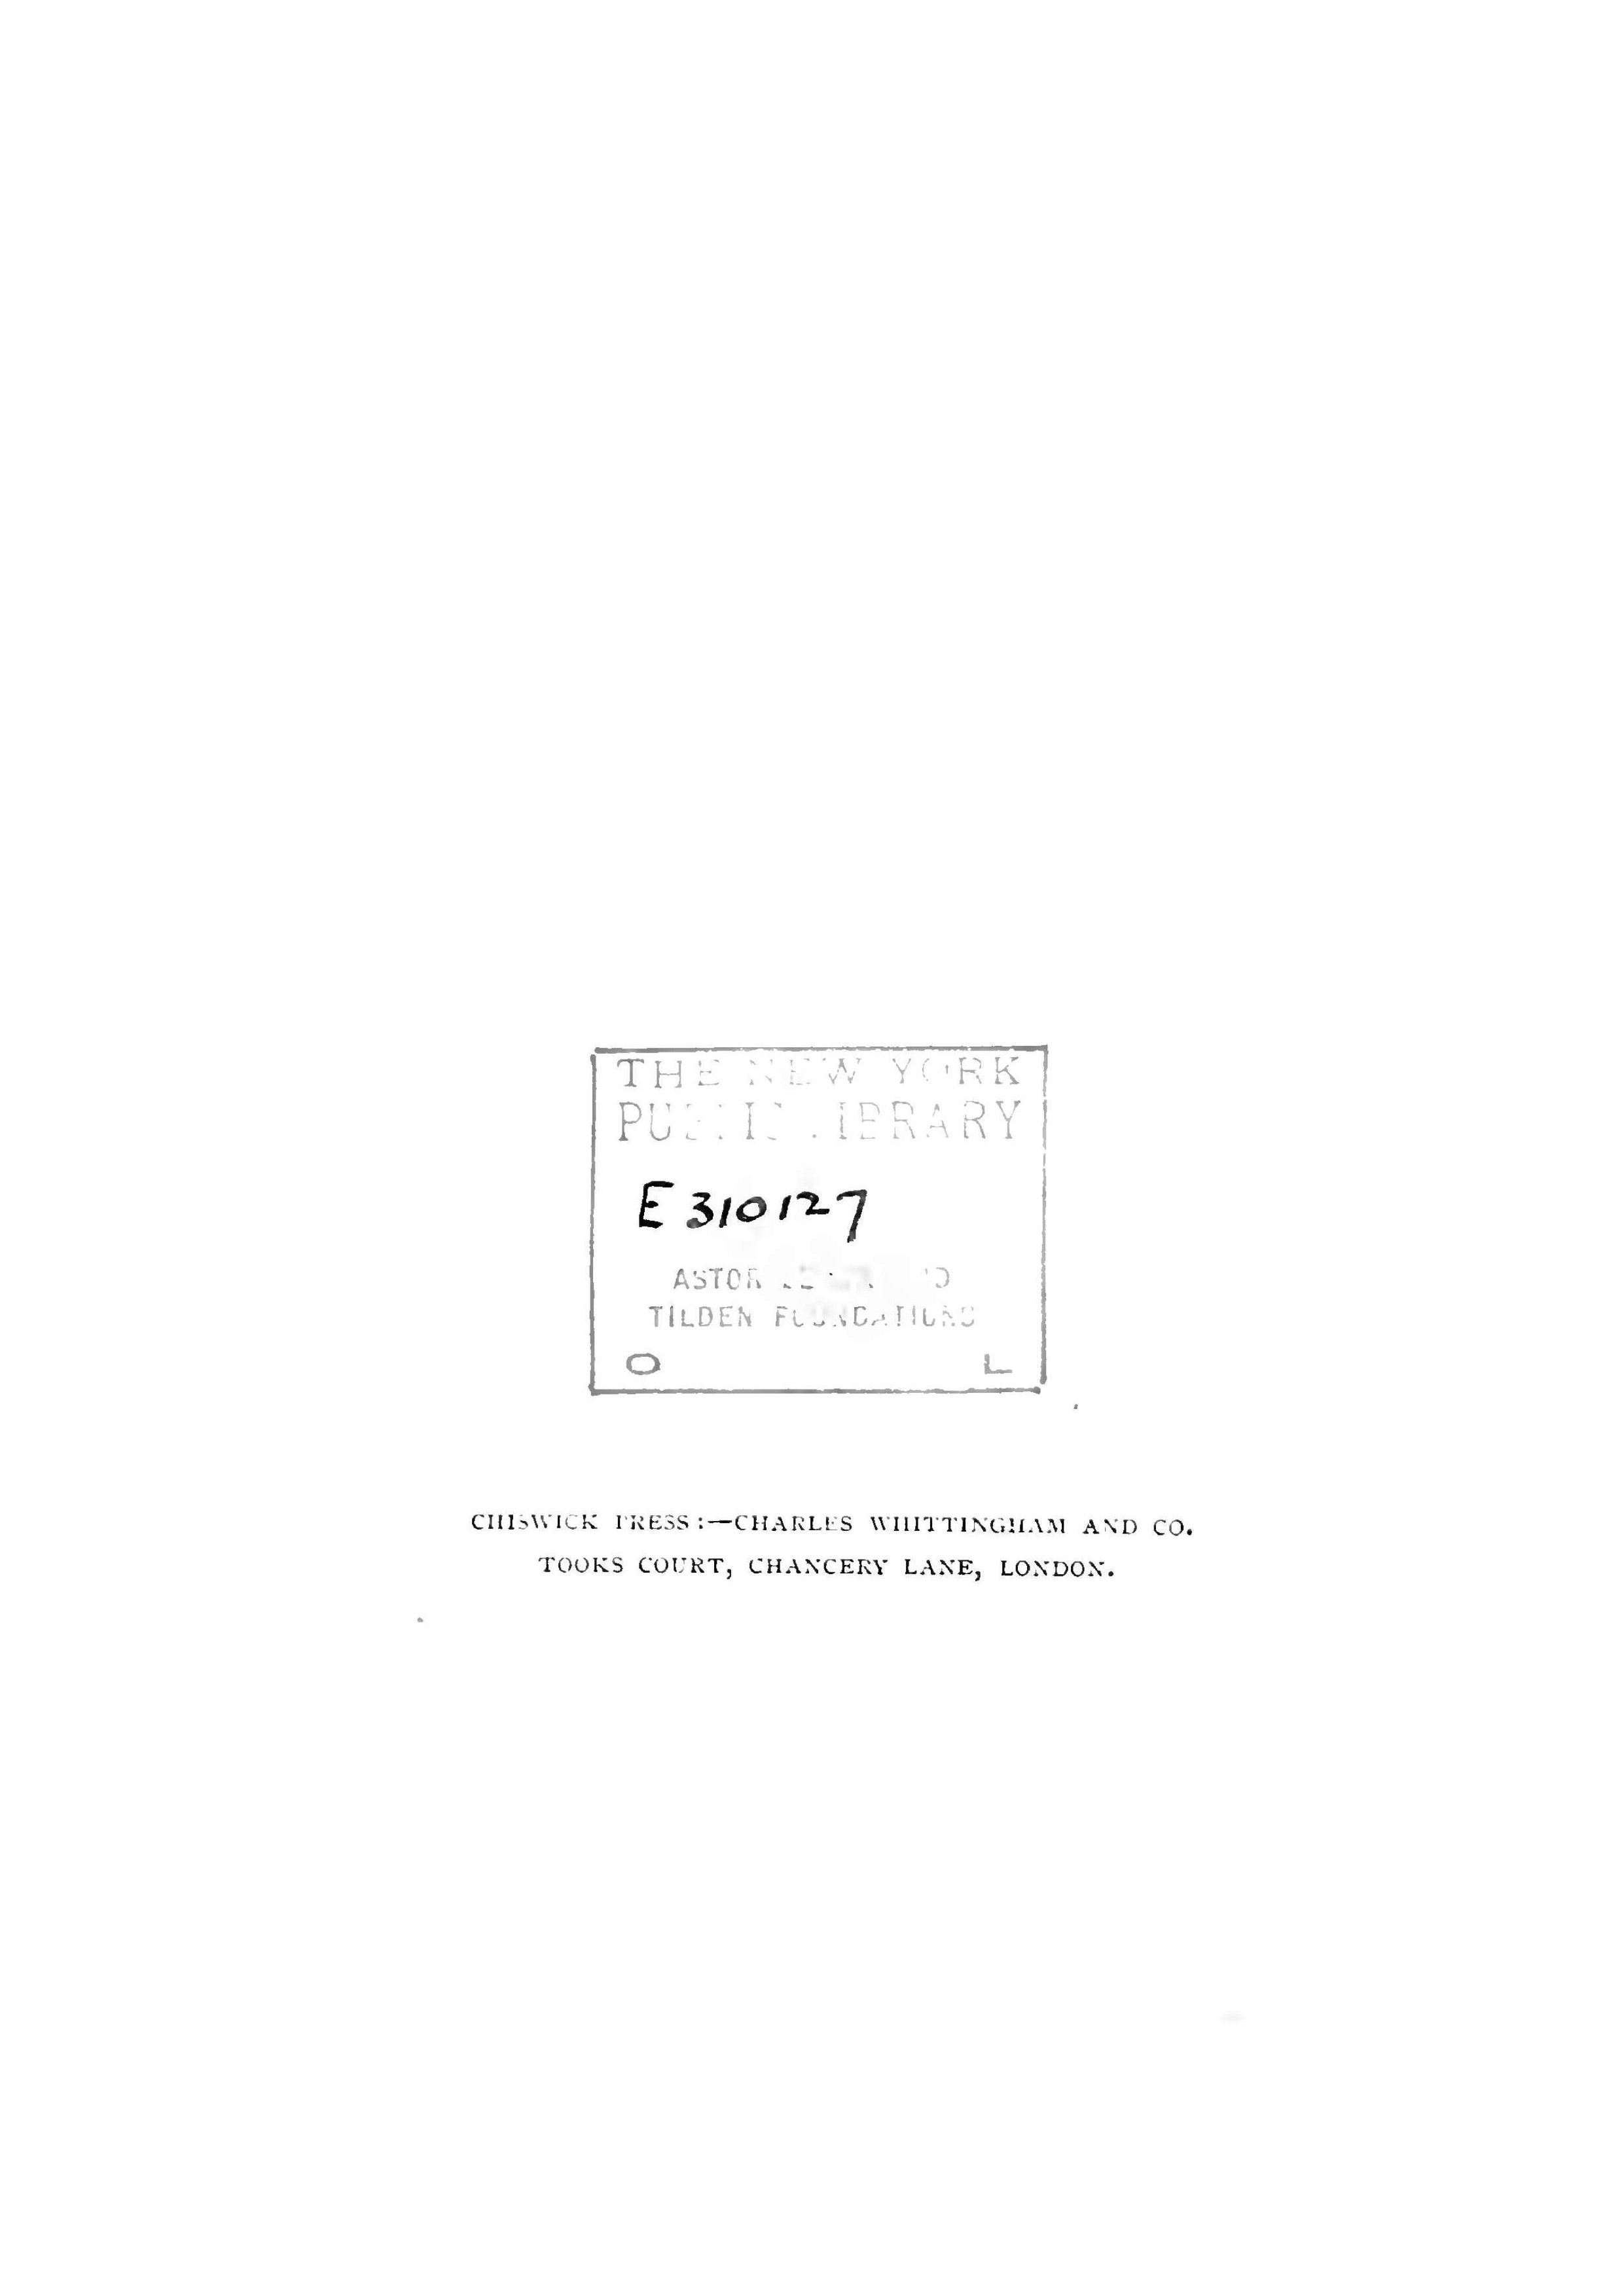 THE NEW YORK
PUBLIC LIBRARY
E 310127
ASTOR
TILDEN FOUNDATIONS
O L
CHISWICK PRESS:—CHARLES WHITTINGHAM AND CO.
TOOKS COURT, CHANCERY LANE, LONDON.